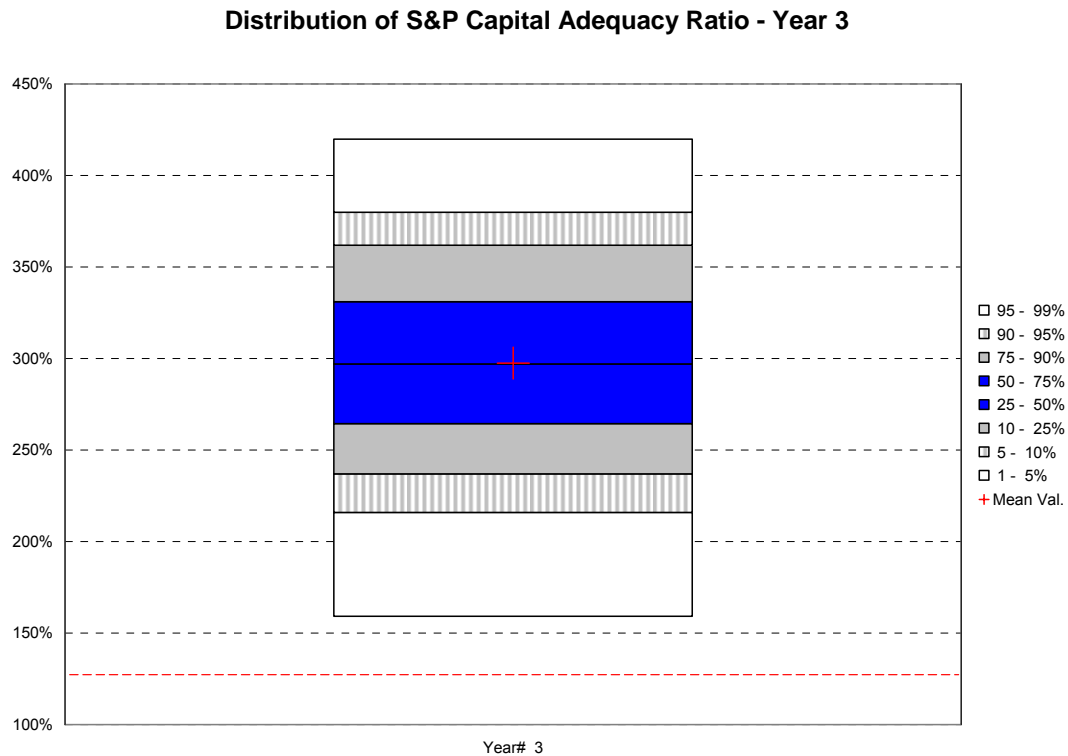 Distribution of S&P Capital Adequacy Ratio - Year 3
450%
400%
350%
300%
250%
200%
150%
100%
Year# 3
95 - 99%
90 - 95%
75 - 90%
50 - 75%
25 - 50%
10 - 25%
5 - 10%
1 - 5%
Mean Val.